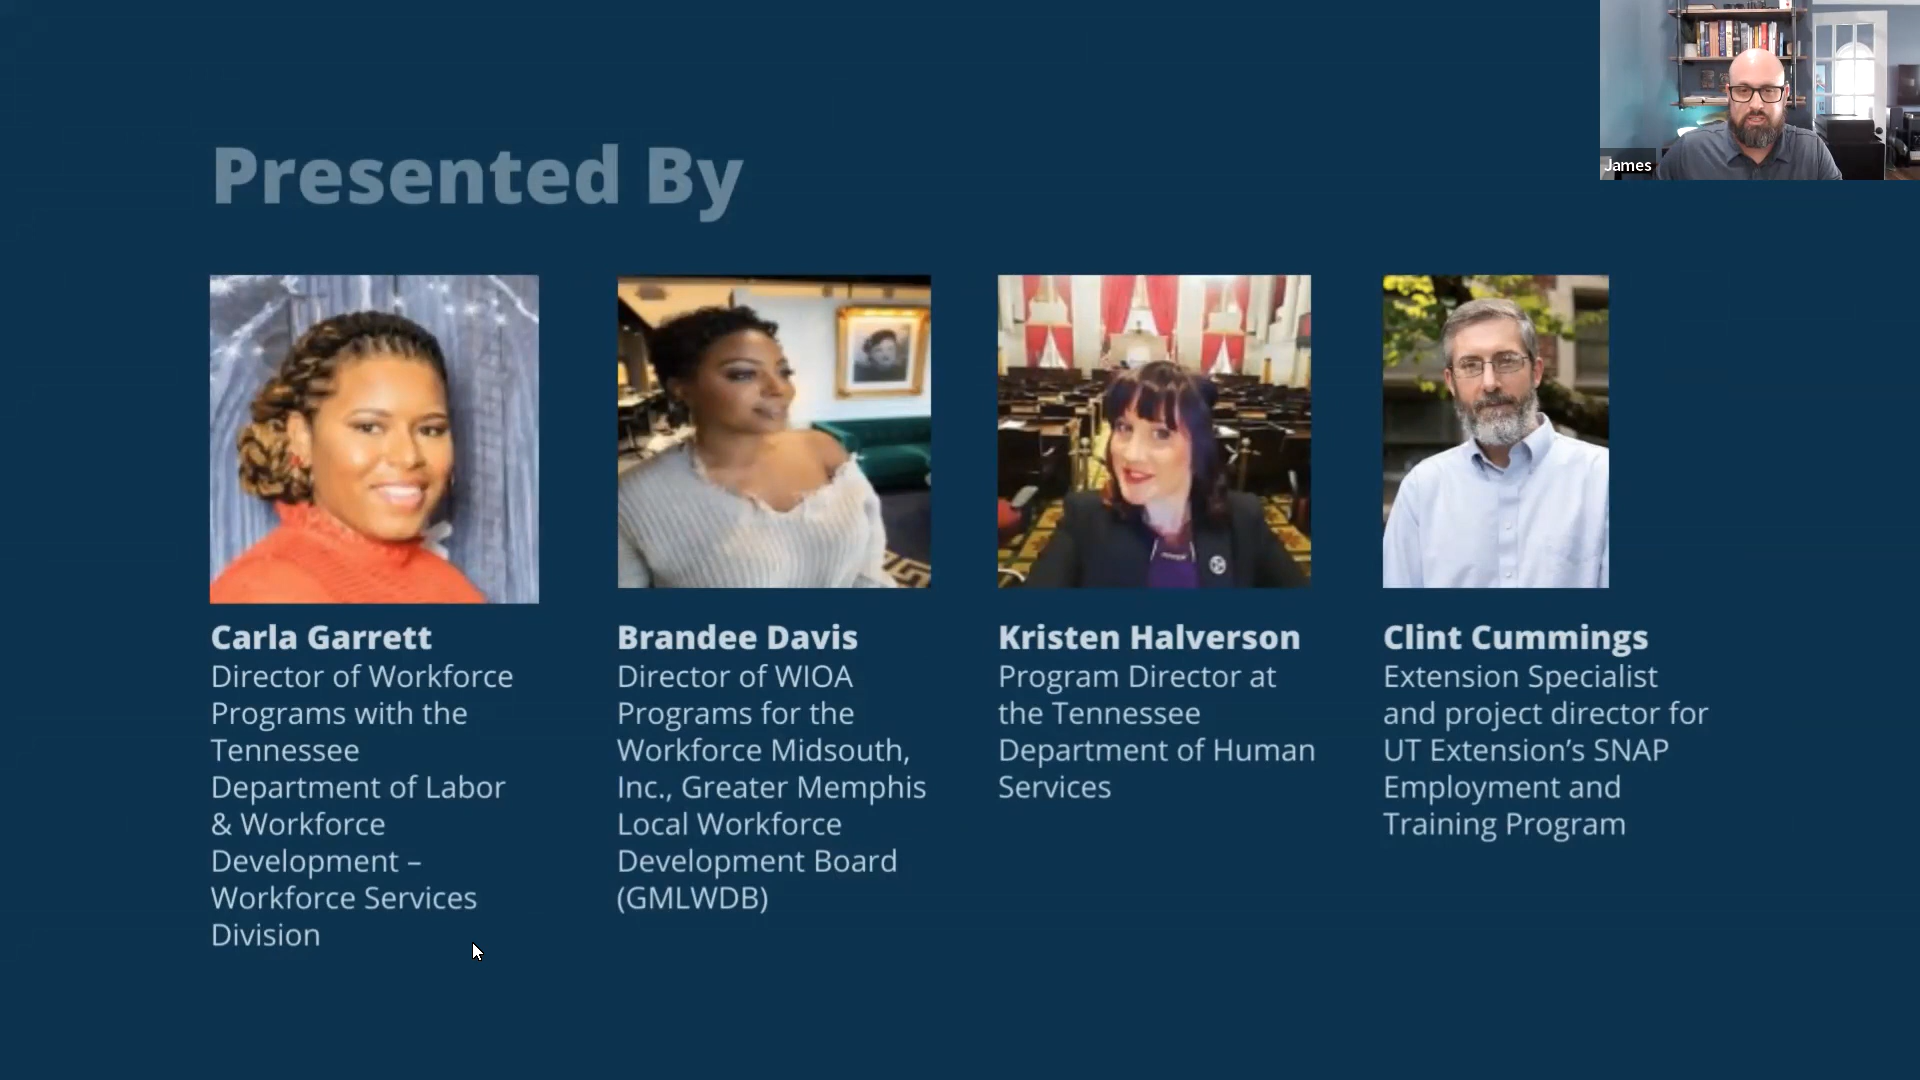 James
Presented By
Carla Garrett
Director of Workforce
Programs with the
Tennessee
Department of Labor
& Workforce
Development –
Workforce Services
Division
Brandee Davis
Director of WIOA
Programs for the
Workforce Midsouth,
Inc., Greater Memphis
Local Workforce
Development Board
(GMLWDB)
Kristen Halverson
Program Director at
the Tennessee
Department of Human
Services
Clint Cummings
Extension Specialist
and project director for
UT Extension’s SNAP
Employment and
Training Program